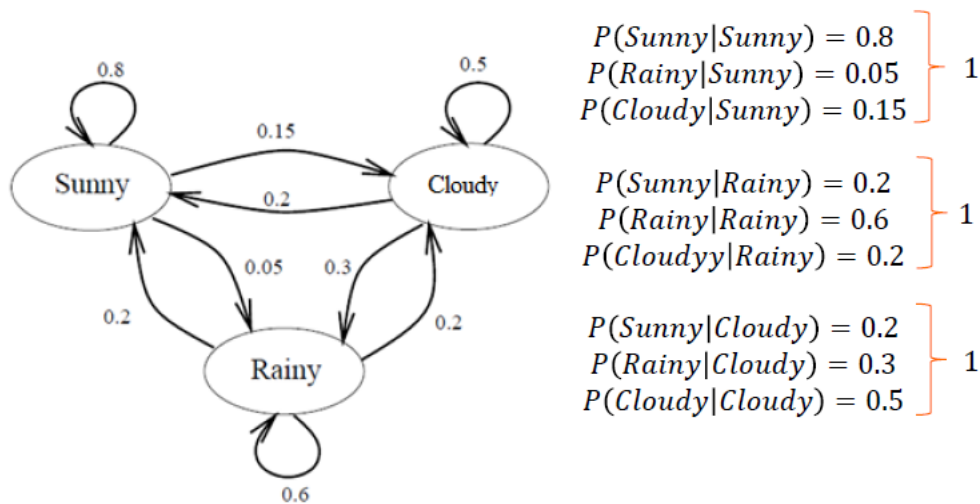 0.8
0.5
0.15
Sunny
Cloudy
0.2
0.05
0.3
0.2
0.2
Rainy
0.6
P(Sunny|Sunny) = 0.8
P(Rainy|Sunny) = 0.05
P(Cloudy|Sunny) = 0.15
1
P(Sunny|Rainy) = 0.2
P(Rainy|Rainy) = 0.6
P(Cloudyy|Rainy) = 0.2
1
P(Sunny|Cloudy) = 0.2
P(Rainy|Cloudy) = 0.3
P(Cloudy|Cloudy) = 0.5
1